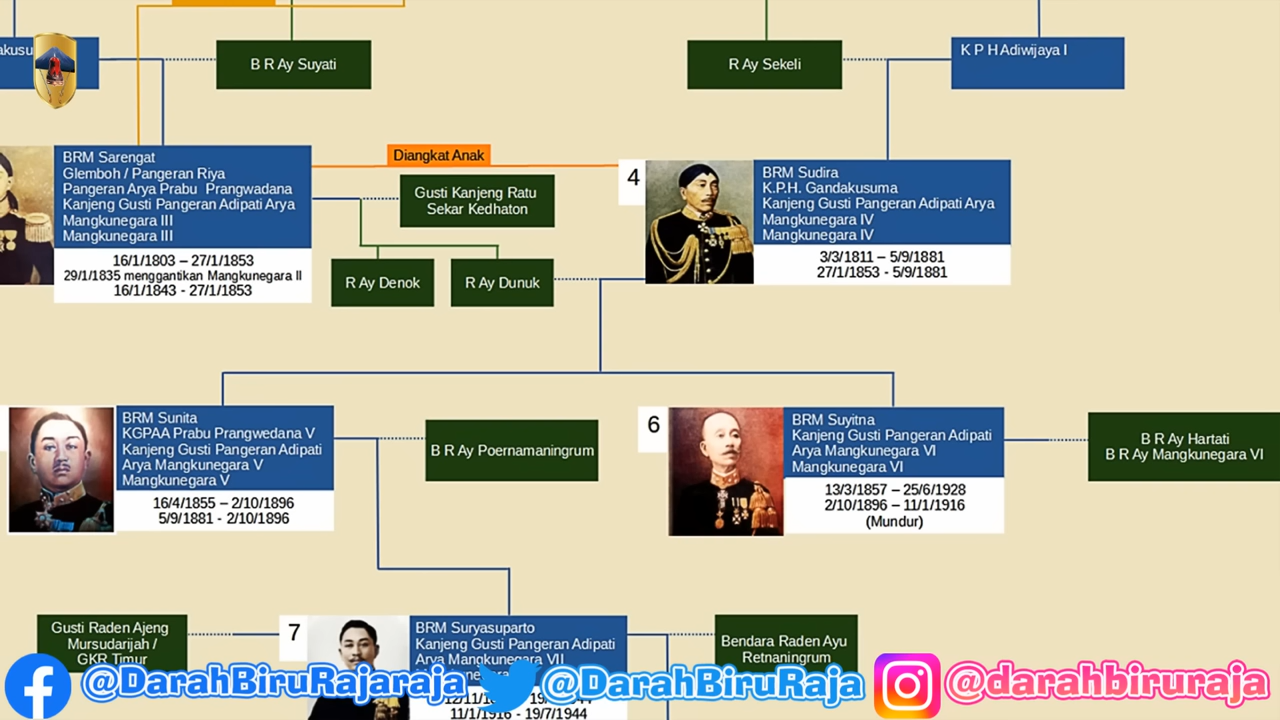 B R Ay Suyati
R Ay Sekeli
K P H Adiwijaya I
BRM Sarengat
Glemboh / Pangeran Riya
Pangeran Arya Prabu Prangwadana
Kanjeng Gusti Pangeran Adipati Arya
Mangkunegara III
Mangkunegara III
16/1/1803 – 27/1/1853
29/1/1835 menggantikan Mangkunegara II
16/1/1843 - 27/1/1853
Diangkat Anak
Gusti Kanjeng Ratu
Sekar Kedhaton
R Ay Denok
R Ay Dunuk
4
BRM Sudira
K.P.H. Gandakusuma
Kanjeng Gusti Pangeran Adipati Arya
Mangkunegara IV
Mangkunegara IV
3/3/1811 – 5/9/1881
27/1/1853 - 5/9/1881
BRM Sunita
KGPAA Prabu Prangwedana V
Kanjeng Gusti Pangeran Adipati
Arya Mangkunegara V
Mangkunegara V
16/4/1855 – 2/10/1896
5/9/1881 - 2/10/1896
B R Ay Poernamaningrum
6
BRM Suyitna
Kanjeng Gusti Pangeran Adipati
Arya Mangkunegara VI
Mangkunegara VI
13/3/1857 – 25/6/1928
2/10/1896 – 11/1/1916
(Mundur)
B R Ay Hartati
B R Ay Mangkunegara VI
Gusti Raden Ajeng
Mursudarijah /
GKR Timur
7
BRM Suryasuparto
Kanjeng Gusti Pangeran Adipati
Arya Mangkunegara VII
11/1/1916 - 19/7/1944
Bendara Raden Ayu
Retnaningrum
@DarahBiruRajaraja
@DarahBiruRaja
@darahbiruraja